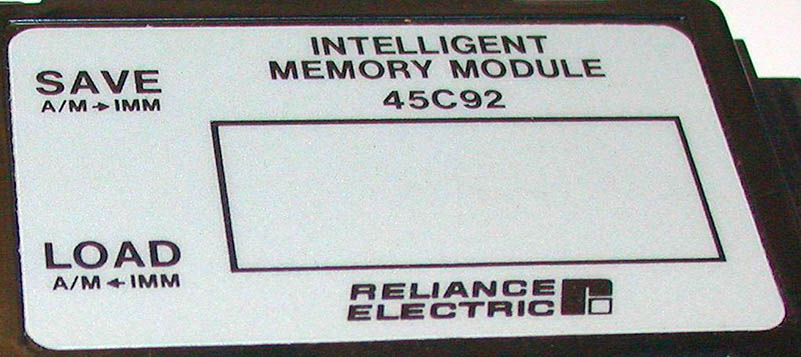 INTELLIGENT
MEMORY MODULE
45C92
SAVE
A/M→IMM
LOAD
A/M←IMM
RELIANCE
ELECTRIC